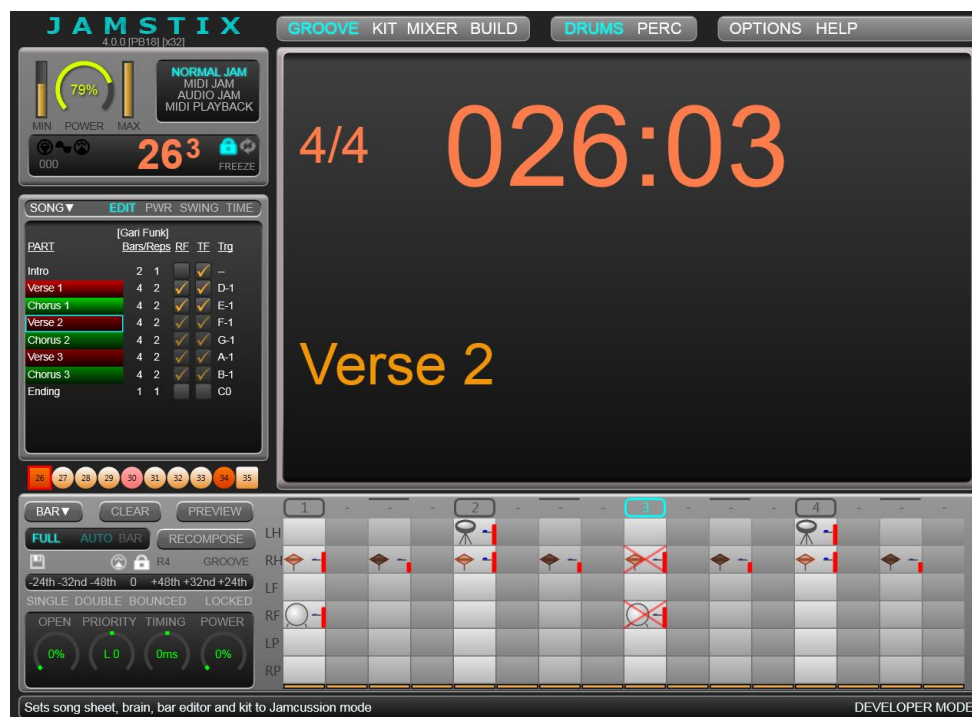 JAMSTIX
4.0.0 [PB18] [x32]
GROOVE KIT MIXER BUILD
DRUMS PERC
OPTIONS HELP
79%
MIN POWER MAX
NORMAL JAM
MIDI JAM
AUDIO JAM
MIDI PLAYBACK
000
26 3
FREEZE
4/4
026:03
Verse 2
SONG▼ EDIT PWR SWING TIME
[Gari Funk]
PART Bars/Reps RF TF Trg
Intro 2 1 –
Verse 1 4 2 D-1
Chorus 1 4 2 E-1
Verse 2 4 2 F-1
Chorus 2 4 2 G-1
Verse 3 4 2 A-1
Chorus 3 4 2 B-1
Ending 1 1 C0
26 27 28 29 30 31 32 33 34 35
BAR▼ CLEAR PREVIEW
FULL AUTO BAR RECOMPOSE
R4 GROOVE
-24th -32nd -48th 0 +48th +32nd +24th
SINGLE DOUBLE BOUNCED LOCKED
OPEN PRIORITY TIMING POWER
0% L 0 0ms 0%
1 - - - 2 - - - 3 - - - 4 - - -
LH
RH
LF
RF
LP
RP
Sets song sheet, brain, bar editor and kit to Jamcussion mode
DEVELOPER MODE